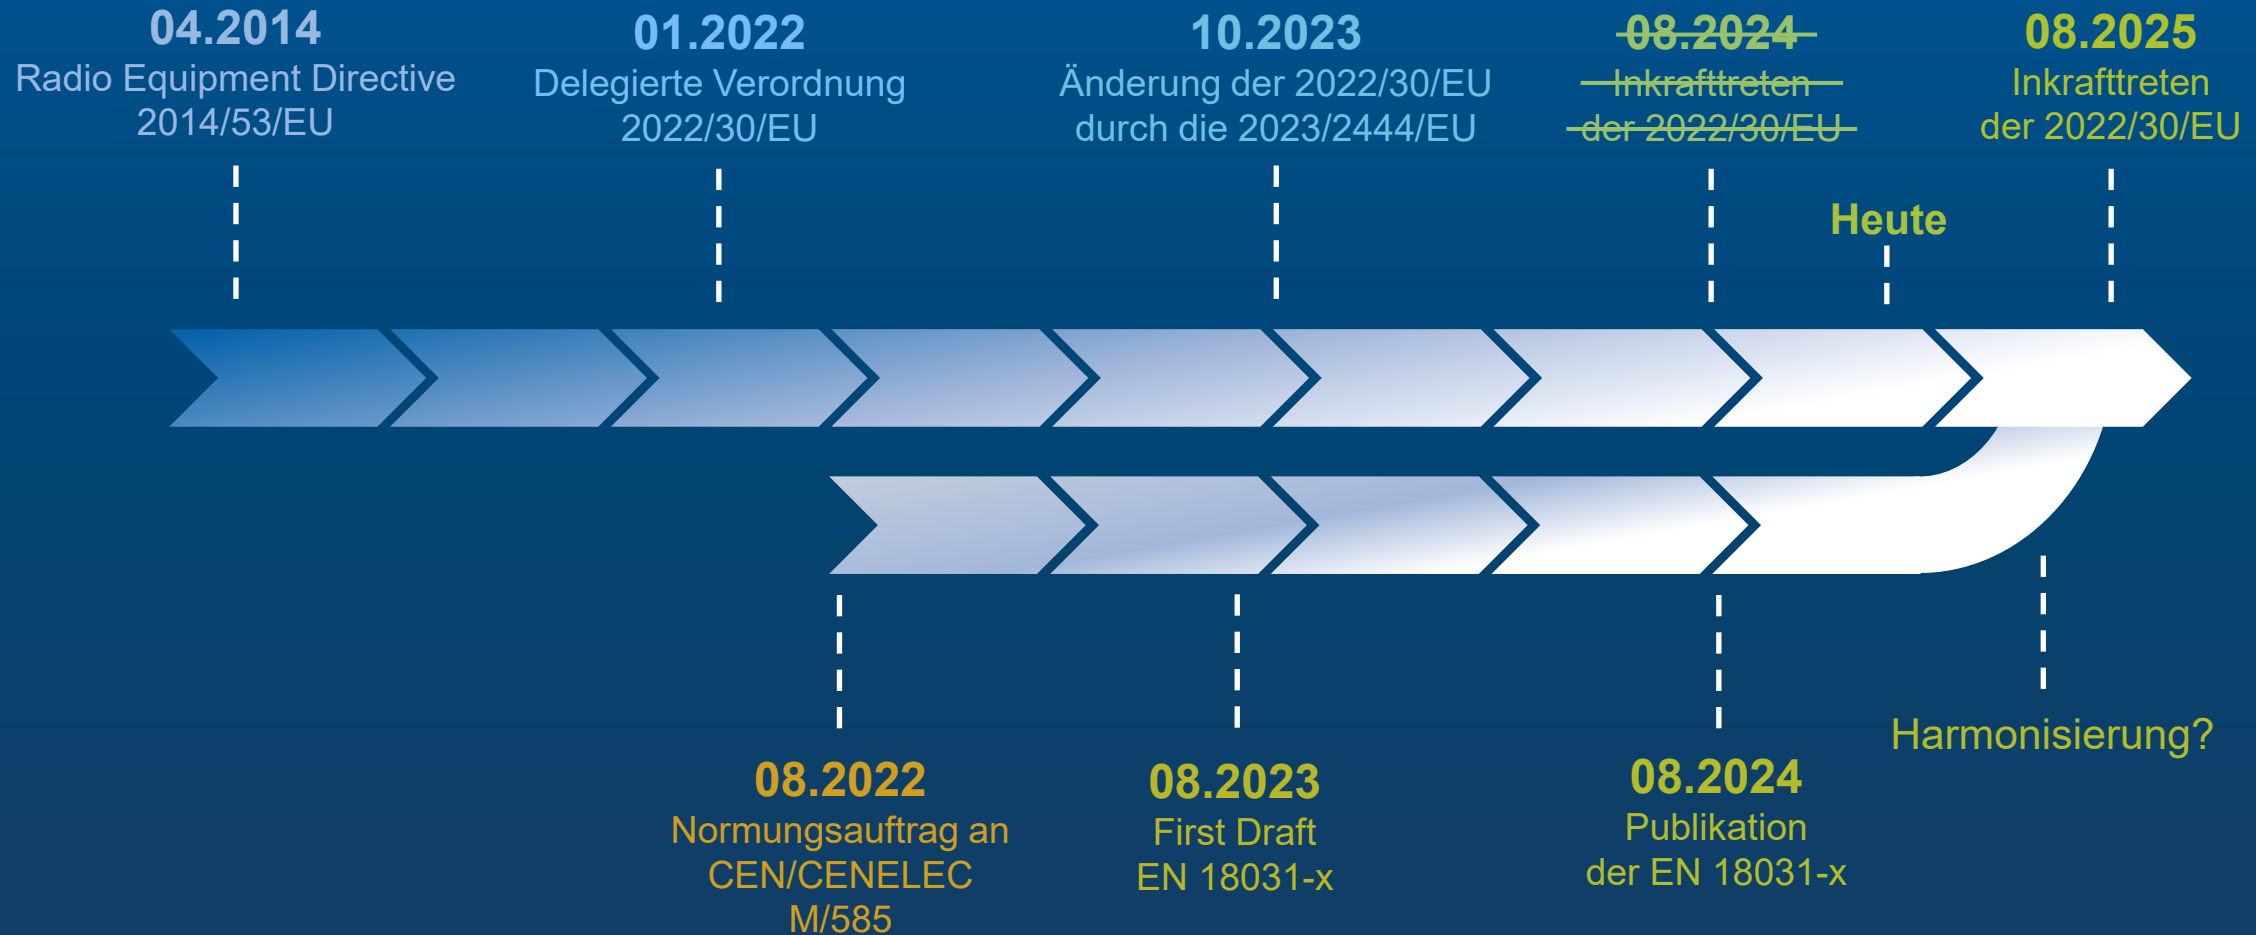 04.2014
Radio Equipment Directive
2014/53/EU
01.2022
Delegierte Verordnung
2022/30/EU
10.2023
Änderung der 2022/30/EU
durch die 2023/2444/EU
08.2024
Inkrafttreten
der 2022/30/EU
08.2025
Inkrafttreten
der 2022/30/EU
Heute
08.2022
Normungsauftrag an
CEN/CENELEC
M/585
08.2023
First Draft
EN 18031-x
08.2024
Publikation
der EN 18031-x
Harmonisierung?